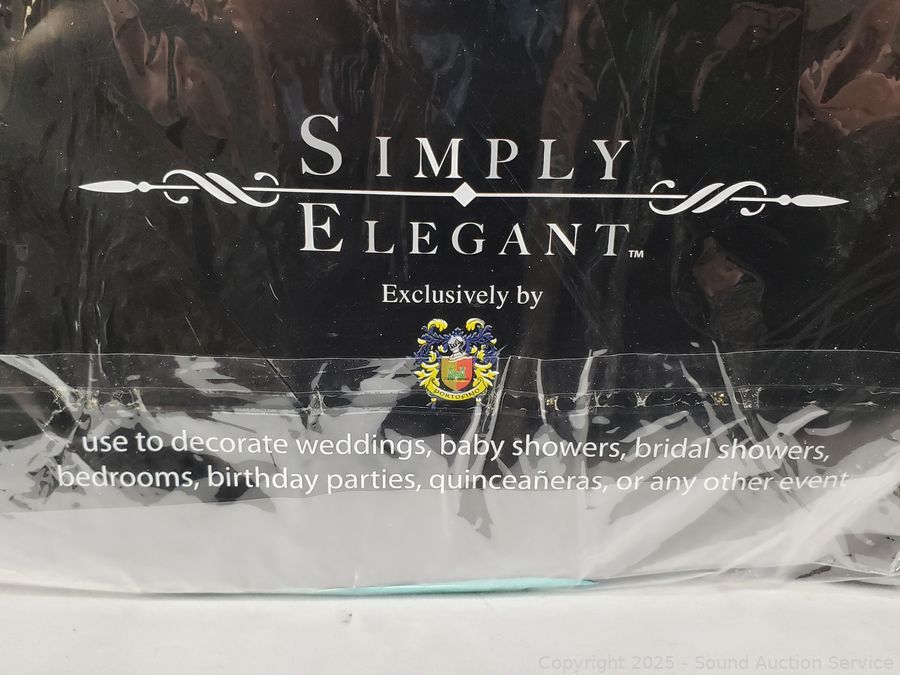 SIMPLY
ELEGANT™
Exclusively by
PORTOFINO
use to decorate weddings, baby showers, bridal showers,
bedrooms, birthday parties, quinceañeras, or any other event
Copyright 2025 - Sound Auction Service